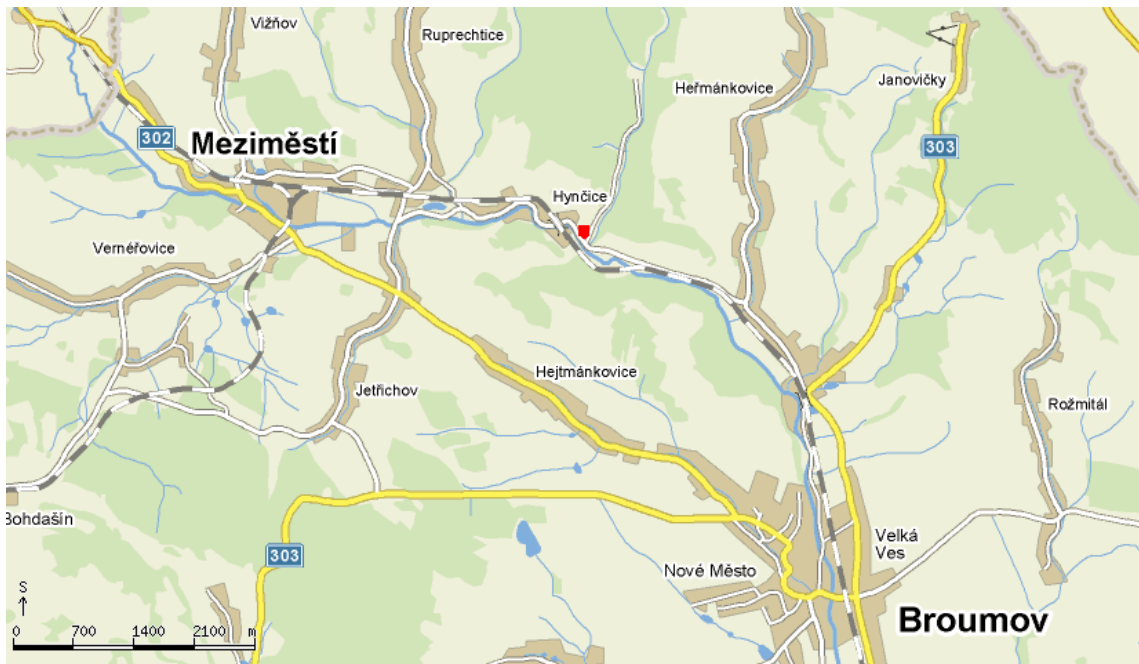 Vižňov
Ruprechtice
Janovičky
Heřmánkovice
302
Meziměstí
303
Hynčice
Vernéřovice
Hejtmánkovice
Jetřichov
Rožmitál
Bohdašín
Velká
Ves
303
Nové Město
Broumov
S
0 700 1400 2100 m